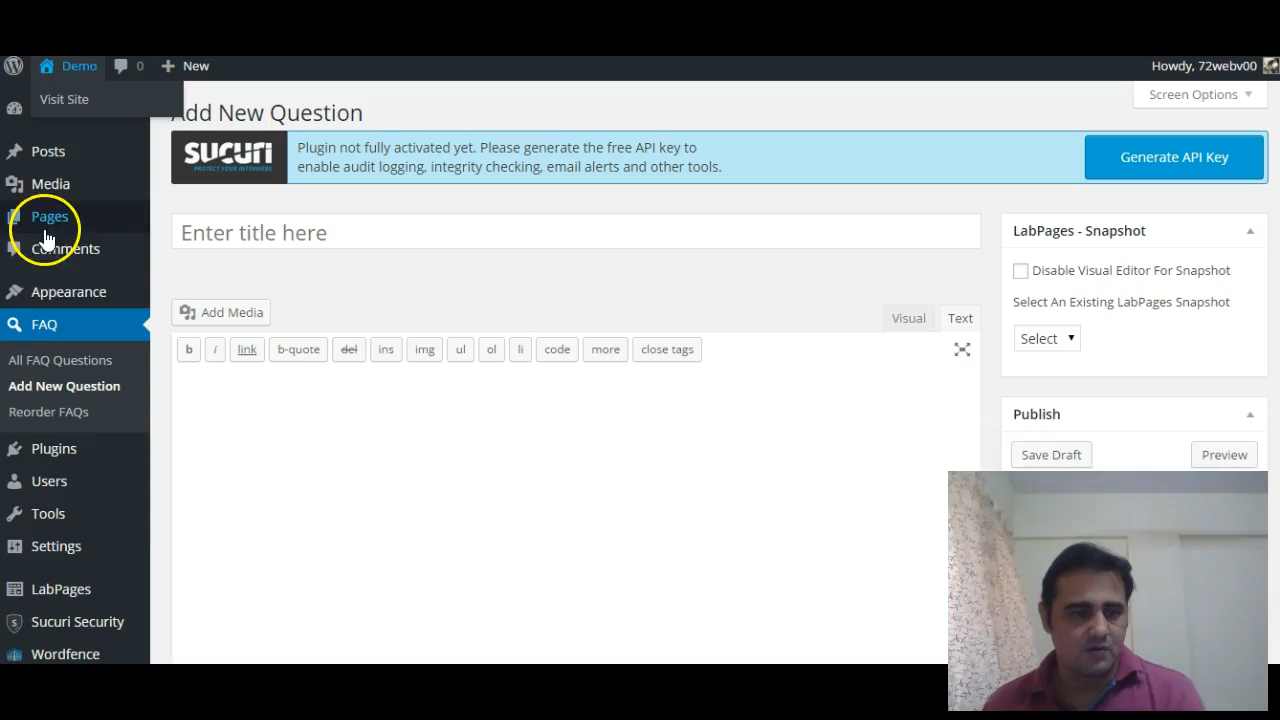 Demo
0
New
Howdy, 72webv00
Visit Site
Screen Options
Add New Question
SUCURI
PROTECT YOUR INTERWEBS
Plugin not fully activated yet. Please generate the free API key to
enable audit logging, integrity checking, email alerts and other tools.
Generate API Key
Posts
Media
Pages
Comments
Appearance
FAQ
All FAQ Questions
Add New Question
Reorder FAQs
Plugins
Users
Tools
Settings
LabPages
Sucuri Security
Wordfence
Enter title here
Add Media
Visual
Text
b
i
link
b-quote
del
ins
img
ul
ol
li
code
more
close tags
LabPages - Snapshot
Disable Visual Editor For Snapshot
Select An Existing LabPages Snapshot
Select
Publish
Save Draft
Preview